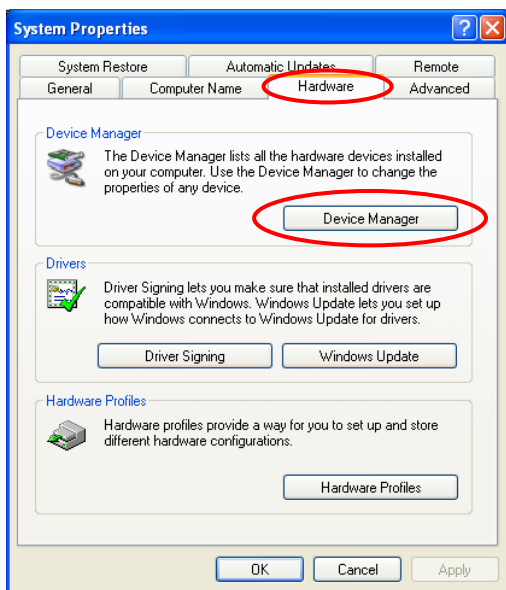 System Properties
System Restore Automatic Updates Remote
General Computer Name Hardware Advanced
Device Manager
The Device Manager lists all the hardware devices installed
on your computer. Use the Device Manager to change the
properties of any device.
Device Manager
Drivers
Driver Signing lets you make sure that installed drivers are
compatible with Windows. Windows Update lets you set up
how Windows connects to Windows Update for drivers.
Driver Signing Windows Update
Hardware Profiles
Hardware profiles provide a way for you to set up and store
different hardware configurations.
Hardware Profiles
OK Cancel Apply